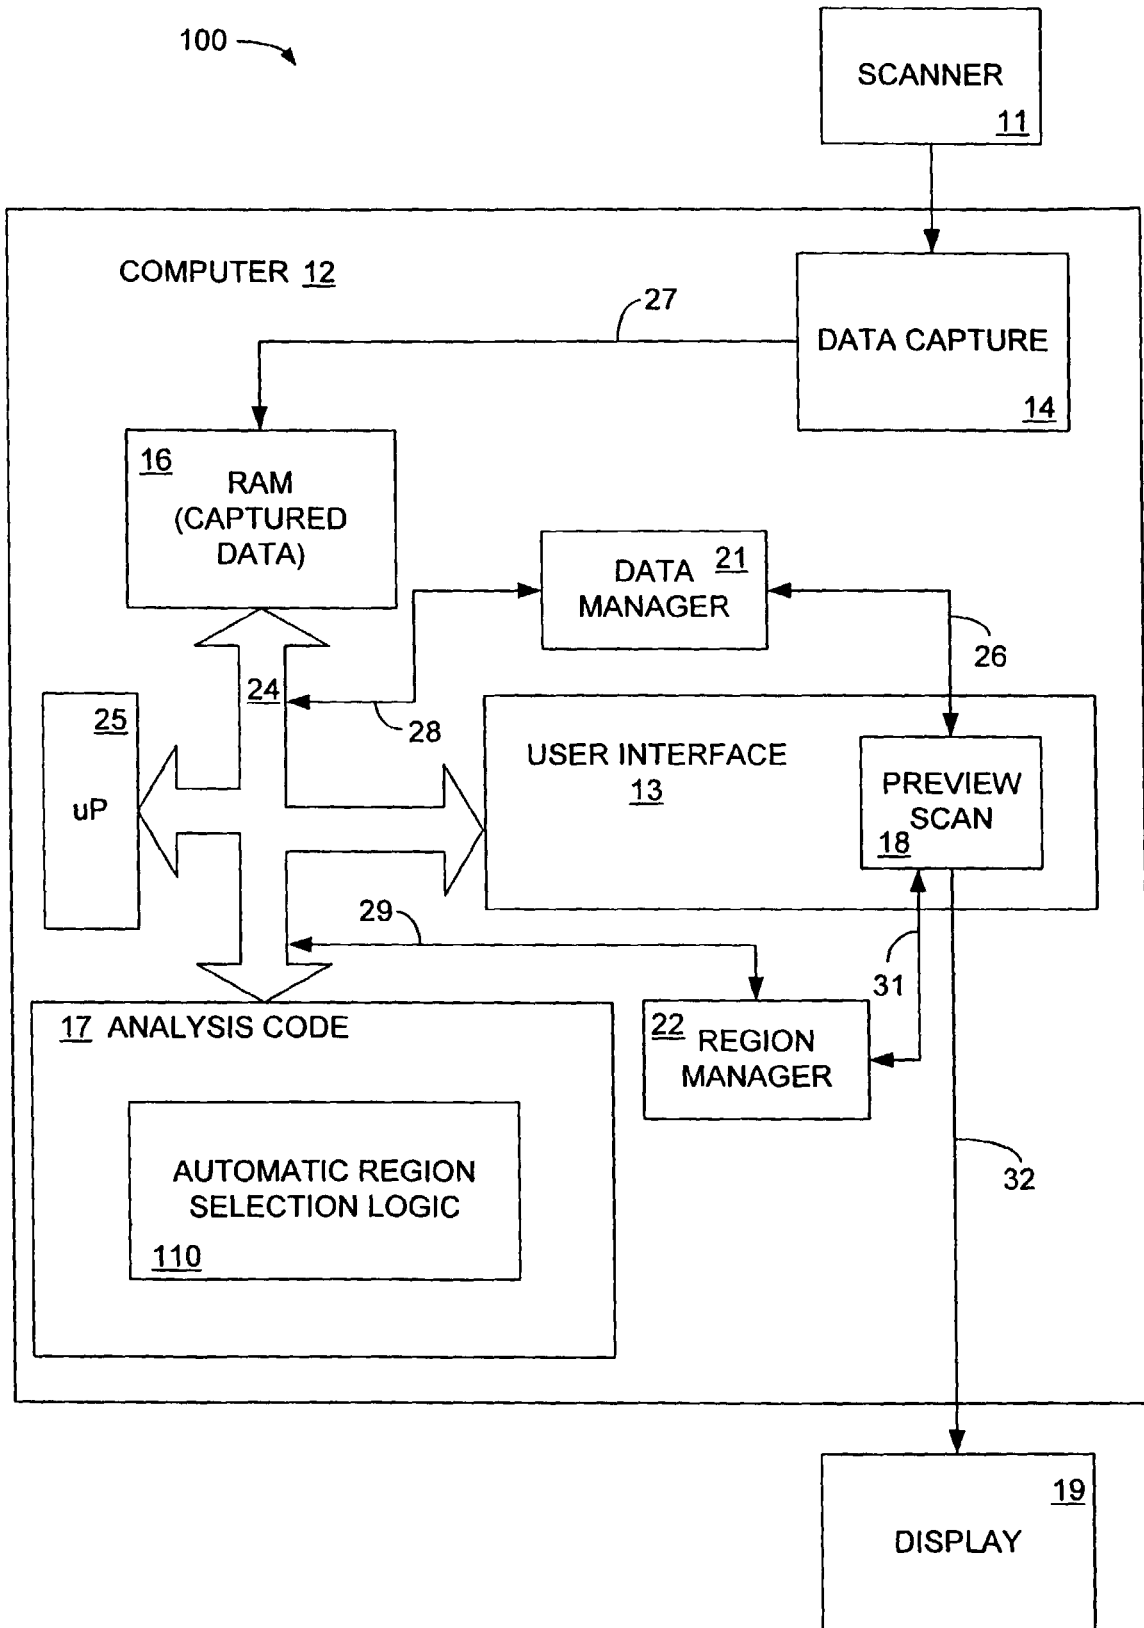 100
SCANNER
11
COMPUTER 12
27
DATA CAPTURE
14
16
RAM
(CAPTURED
DATA)
21
DATA
MANAGER
26
24
28
25
uP
USER INTERFACE
13
PREVIEW
SCAN
18
29
31
17 ANALYSIS CODE
22
REGION
MANAGER
AUTOMATIC REGION
SELECTION LOGIC
110
32
19
DISPLAY